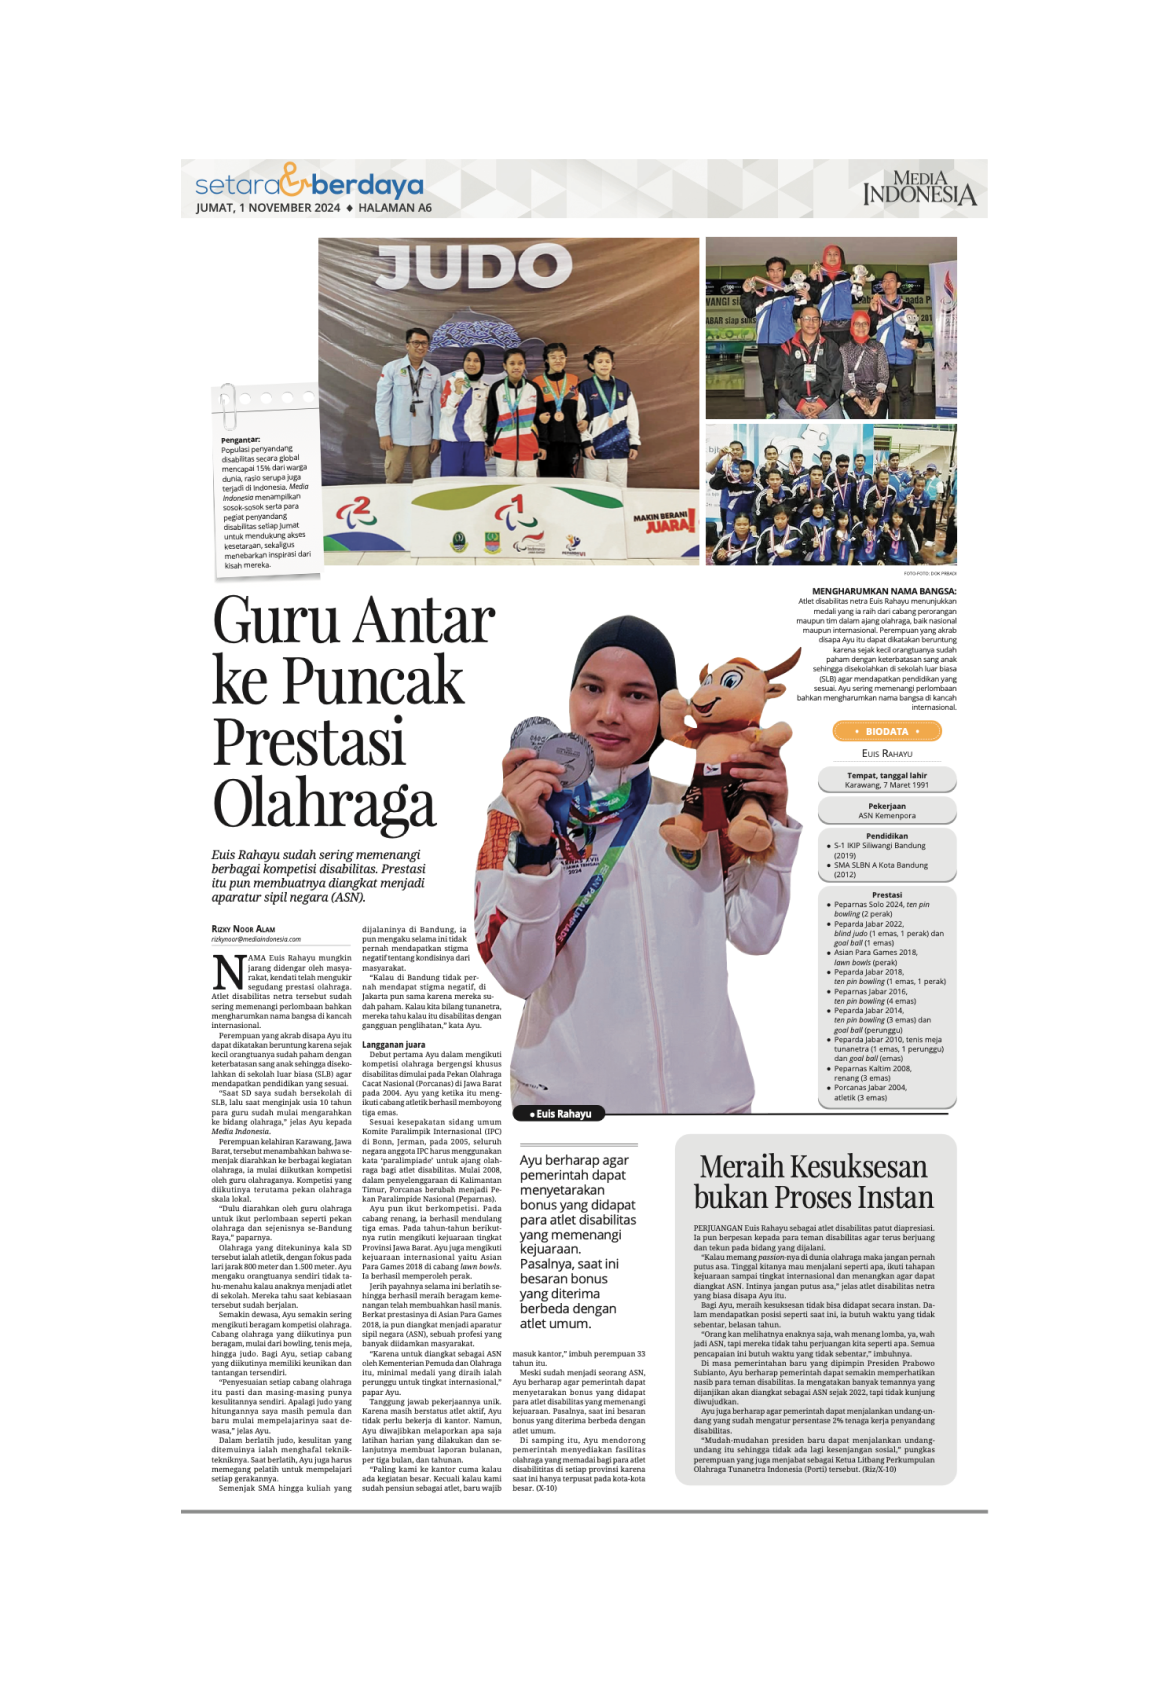 setara&berdaya
JUMAT, 1 NOVEMBER 2024 ♦ HALAMAN A6
MEDIA
INDONESIA
JUDO
2
1
MAKIN BERANI
JUARA!
Pengantar:
Populasi penyandang
disabilitas secara global
mencapai 15% dari warga
dunia, rasio serupa juga
terjadi di Indonesia. Media
Indonesia menampilkan
sosok-sosok serta para
pegiat penyandang
disabilitas setiap Jumat
untuk mendukung akses
kesetaraan, sekaligus
menebarkan inspirasi dari
kisah mereka.
FOTO-FOTO: DOK PRIBADI
MENGHARUMKAN NAMA BANGSA:
Atlet disabilitas netra Euis Rahayu menunjukkan
medali yang ia raih dari cabang perorangan
maupun tim dalam ajang olahraga, baik nasional
maupun internasional. Perempuan yang akrab
disapa Ayu itu dapat dikatakan beruntung
karena sejak kecil orangtuanya sudah
paham dengan keterbatasan sang anak
sehingga disekolahkan di sekolah luar biasa
(SLB) agar mendapatkan pendidikan yang
sesuai. Ayu sering memenangi perlombaan
bahkan mengharumkan nama bangsa di kancah
internasional.
Guru Antar
ke Puncak
Prestasi
Olahraga
Euis Rahayu sudah sering memenangi
berbagai kompetisi disabilitas. Prestasi
itu pun membuatnya diangkat menjadi
aparatur sipil negara (ASN).
RIZKY NOOR ALAM
rizkynoor@mediaindonesia.com
NAMA Euis Rahayu mungkin
jarang didengar oleh masya-
rakat, kendati telah mengukir
segudang prestasi olahraga.
Atlet disabilitas netra tersebut sudah
sering memenangi perlombaan bahkan
mengharumkan nama bangsa di kancah
internasional.
Perempuan yang akrab disapa Ayu itu
dapat dikatakan beruntung karena sejak
kecil orangtuanya sudah paham dengan
keterbatasan sang anak sehingga diseko-
lahkan di sekolah luar biasa (SLB) agar
mendapatkan pendidikan yang sesuai.
“Saat SD saya sudah bersekolah di
SLB, lalu saat menginjak usia 10 tahun
para guru sudah mulai mengarahkan
ke bidang olahraga,” jelas Ayu kepada
Media Indonesia.
Perempuan kelahiran Karawang, Jawa
Barat, tersebut menambahkan bahwa se-
menjak diarahkan ke berbagai kegiatan
olahraga, ia mulai diikutkan kompetisi
oleh guru olahraganya. Kompetisi yang
diikutinya terutama pekan olahraga
skala lokal.
“Dulu diarahkan oleh guru olahraga
untuk ikut perlombaan seperti pekan
olahraga dan sejenisnya se-Bandung
Raya,” paparnya.
Olahraga yang ditekuninya kala SD
tersebut ialah atletik, dengan fokus pada
lari jarak 800 meter dan 1.500 meter. Ayu
mengaku orangtuanya sendiri tidak ta-
hu-menahu kalau anaknya menjadi atlet
di sekolah. Mereka tahu saat kebiasaan
tersebut sudah berjalan.
Semakin dewasa, Ayu semakin sering
mengikuti beragam kompetisi olahraga.
Cabang olahraga yang diikutinya pun
beragam, mulai dari bowling, tenis meja,
hingga judo. Bagi Ayu, setiap cabang
yang diikutinya memiliki keunikan dan
tantangan tersendiri.
“Penyesuaian setiap cabang olahraga
itu pasti dan masing-masing punya
kesulitannya sendiri. Apalagi judo yang
hitungannya saya masih pemula dan
baru mulai mempelajarinya saat de-
wasa,” jelas Ayu.
Dalam berlatih judo, kesulitan yang
ditemuinya ialah menghafal teknik-
tekniknya. Saat berlatih, Ayu juga harus
memegang pelatih untuk mempelajari
setiap gerakannya.
Semenjak SMA hingga kuliah yang
dijalaninya di Bandung, ia
pun mengaku selama ini tidak
pernah mendapatkan stigma
negatif tentang kondisinya dari
masyarakat.
“Kalau di Bandung tidak per-
nah mendapat stigma negatif, di
Jakarta pun sama karena mereka su-
dah paham. Kalau kita bilang tunanetra,
mereka tahu kalau itu disabilitas dengan
gangguan penglihatan,” kata Ayu.
Langganan juara
Debut pertama Ayu dalam mengikuti
kompetisi olahraga bergengsi khusus
disabilitas dimulai pada Pekan Olahraga
Cacat Nasional (Porcanas) di Jawa Barat
pada 2004. Ayu yang ketika itu meng-
ikuti cabang atletik berhasil memboyong
tiga emas.
Sesuai kesepakatan sidang umum
Komite Paralimpik Internasional (IPC)
di Bonn, Jerman, pada 2005, seluruh
negara anggota IPC harus menggunakan
kata ‘paralimpiade’ untuk ajang olah-
raga bagi atlet disabilitas. Mulai 2008,
dalam penyelenggaraan di Kalimantan
Timur, Porcanas berubah menjadi Pe-
kan Paralimpide Nasional (Peparnas).
Ayu pun ikut berkompetisi. Pada
cabang renang, ia berhasil mendulang
tiga emas. Pada tahun-tahun berikut-
nya rutin mengikuti kejuaraan tingkat
Provinsi Jawa Barat. Ayu juga mengikuti
kejuaraan internasional yaitu Asian
Para Games 2018 di cabang lawn bowls.
Ia berhasil memperoleh perak.
Jerih payahnya selama ini berlatih se-
hingga berhasil meraih beragam keme-
nangan telah membuahkan hasil manis.
Berkat prestasinya di Asian Para Games
2018, ia pun diangkat menjadi aparatur
sipil negara (ASN), sebuah profesi yang
banyak diidamkan masyarakat.
“Karena untuk diangkat sebagai ASN
oleh Kementerian Pemuda dan Olahraga
itu, minimal medali yang diraih ialah
perunggu untuk tingkat internasional,”
papar Ayu.
Tanggung jawab pekerjaannya unik.
Karena masih berstatus atlet aktif, Ayu
tidak perlu bekerja di kantor. Namun,
Ayu diwajibkan melaporkan apa saja
latihan harian yang dilakukan dan se-
lanjutnya membuat laporan bulanan,
per tiga bulan, dan tahunan.
“Paling kami ke kantor cuma kalau
ada kegiatan besar. Kecuali kalau kami
sudah pensiun sebagai atlet, baru wajib
● Euis Rahayu
Ayu berharap agar
pemerintah dapat
menyetarakan
bonus yang didapat
para atlet disabilitas
yang memenangi
kejuaraan.
Pasalnya, saat ini
besaran bonus
yang diterima
berbeda dengan
atlet umum.
masuk kantor,” imbuh perempuan 33
tahun itu.
Meski sudah menjadi seorang ASN,
Ayu berharap agar pemerintah dapat
menyetarakan bonus yang didapat
para atlet disabilitas yang memenangi
kejuaraan. Pasalnya, saat ini besaran
bonus yang diterima berbeda dengan
atlet umum.
Di samping itu, Ayu mendorong
pemerintah menyediakan fasilitas
olahraga yang memadai bagi para atlet
disabilititas di setiap provinsi karena
saat ini hanya terpusat pada kota-kota
besar. (X-10)
• BIODATA •
EUIS RAHAYU
Tempat, tanggal lahir
Karawang, 7 Maret 1991
Pekerjaan
ASN Kemenpora
Pendidikan
● S-1 IKIP Siliwangi Bandung
(2019)
● SMA SLBN A Kota Bandung
(2012)
Prestasi
● Peparnas Solo 2024, ten pin
bowling (2 perak)
● Peparda Jabar 2022,
blind judo (1 emas, 1 perak) dan
goal ball (1 emas)
● Asian Para Games 2018,
lawn bowls (perak)
● Peparda Jabar 2018,
ten pin bowling (1 emas, 1 perak)
● Peparnas Jabar 2016,
ten pin bowling (4 emas)
● Peparda Jabar 2014,
ten pin bowling (3 emas) dan
goal ball (perunggu)
● Peparda Jabar 2010, tenis meja
tunanetra (1 emas, 1 perunggu)
dan goal ball (emas)
● Peparnas Kaltim 2008,
renang (3 emas)
● Porcanas Jabar 2004,
atletik (3 emas)
Meraih Kesuksesan
bukan Proses Instan
PERJUANGAN Euis Rahayu sebagai atlet disabilitas patut diapresiasi.
Ia pun berpesan kepada para teman disabilitas agar terus berjuang
dan tekun pada bidang yang dijalani.
“Kalau memang passion-nya di dunia olahraga maka jangan pernah
putus asa. Tinggal kitanya mau menjalani seperti apa, ikuti tahapan
kejuaraan sampai tingkat internasional dan menangkan agar dapat
diangkat ASN. Intinya jangan putus asa,” jelas atlet disabilitas netra
yang biasa disapa Ayu itu.
Bagi Ayu, meraih kesuksesan tidak bisa didapat secara instan. Da-
lam mendapatkan posisi seperti saat ini, ia butuh waktu yang tidak
sebentar, belasan tahun.
“Orang kan melihatnya enaknya saja, wah menang lomba, ya, wah
jadi ASN, tapi mereka tidak tahu perjuangan kita seperti apa. Semua
pencapaian ini butuh waktu yang tidak sebentar,” imbuhnya.
Di masa pemerintahan baru yang dipimpin Presiden Prabowo
Subianto, Ayu berharap pemerintah dapat semakin memperhatikan
nasib para teman disabilitas. Ia mengatakan banyak temannya yang
dijanjikan akan diangkat sebagai ASN sejak 2022, tapi tidak kunjung
diwujudkan.
Ayu juga berharap agar pemerintah dapat menjalankan undang-un-
dang yang sudah mengatur persentase 2% tenaga kerja penyandang
disabilitas.
“Mudah-mudahan presiden baru dapat menjalankan undang-
undang itu sehingga tidak ada lagi kesenjangan sosial,” pungkas
perempuan yang juga menjabat sebagai Ketua Litbang Perkumpulan
Olahraga Tunanetra Indonesia (Porti) tersebut. (Riz/X-10)